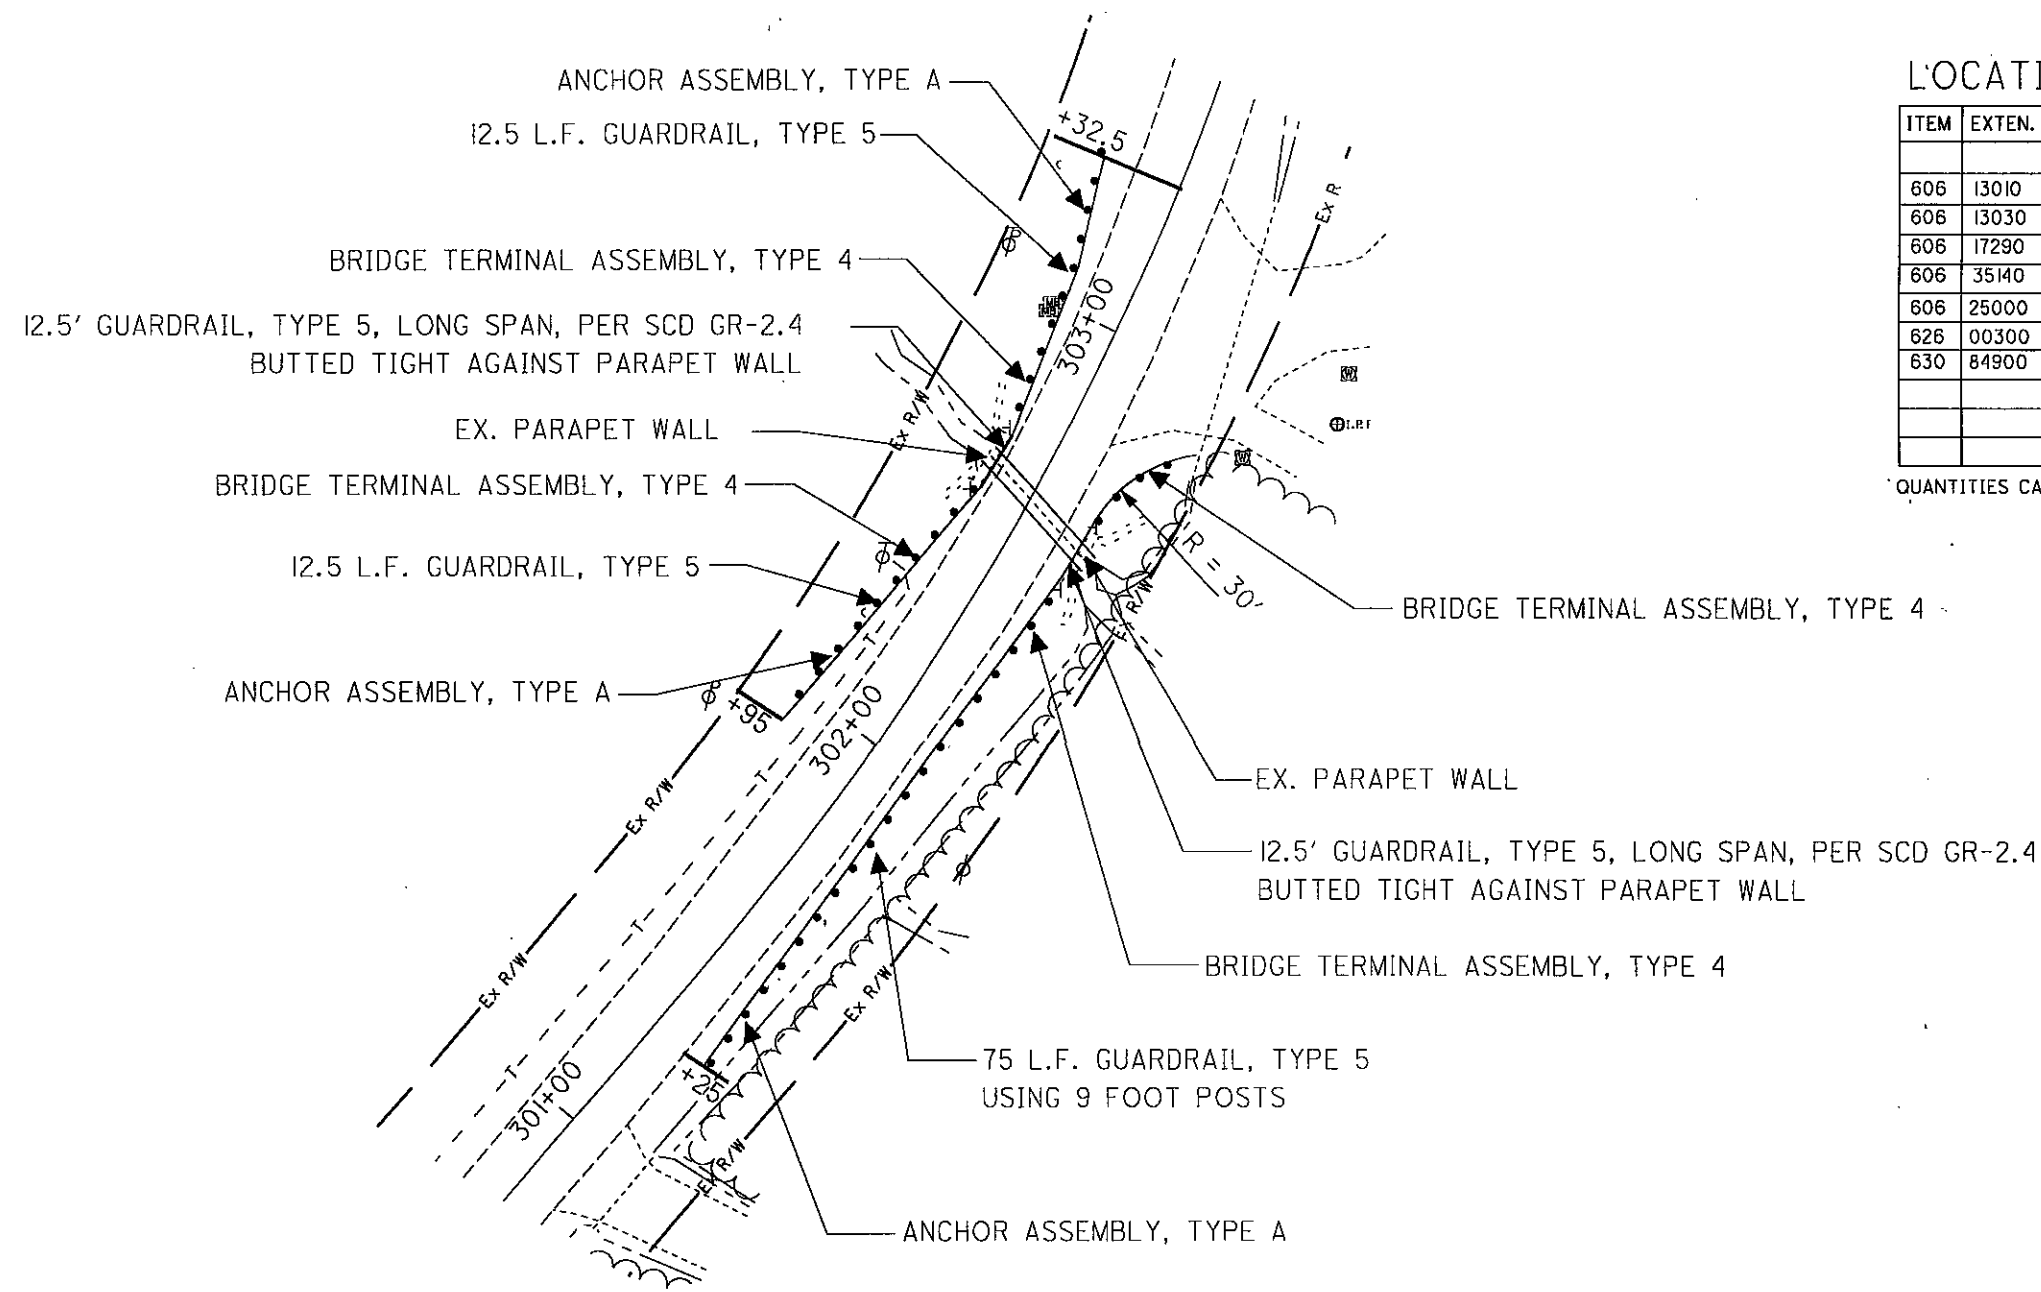 ANCHOR ASSEMBLY, TYPE A
12.5 L.F. GUARDRAIL, TYPE 5
BRIDGE TERMINAL ASSEMBLY, TYPE 4
12.5' GUARDRAIL, TYPE 5, LONG SPAN, PER SCD GR-2.4
BUTTED TIGHT AGAINST PARAPET WALL
EX. PARAPET WALL
BRIDGE TERMINAL ASSEMBLY, TYPE 4
12.5 L.F. GUARDRAIL, TYPE 5
ANCHOR ASSEMBLY, TYPE A
+32.5
Ex R
303+00
Ex R/W
I.P.F
R = 30'
Ex R/W
+95
302+00
Ex R/W
Ex R/W
Ex R/W
+25
301+00
Ex R/W
T
T
T
T
BRIDGE TERMINAL ASSEMBLY, TYPE 4
EX. PARAPET WALL
12.5' GUARDRAIL, TYPE 5, LONG SPAN, PER SCD GR-2.4
BUTTED TIGHT AGAINST PARAPET WALL
BRIDGE TERMINAL ASSEMBLY, TYPE 4
75 L.F. GUARDRAIL, TYPE 5
USING 9 FOOT POSTS
ANCHOR ASSEMBLY, TYPE A
LOCATI
ITEM EXTEN.
606 13010
606 13030
606 17290
606 35140
606 25000
626 00300
630 84900
QUANTITIES CA